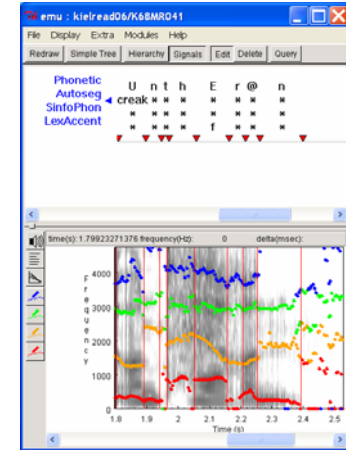 emu : kielread06/K68MR041
File Display Extra Modules Help
Redraw Simple Tree Hierarchy Signals Edit Delete Query
Phonetic U n t h E r @ n
Autoseg creak * * * * * * *
SinfoPhon * * * * * * *
LexAccent * * * f * * *
time(s): 1.79923271376 frequency(Hz): 0 delta(msec):
Frequency
4000
3000
2000
1000
0
1.8 1.9 2 2.1 2.2 2.3 2.4 2.5
Time (s)